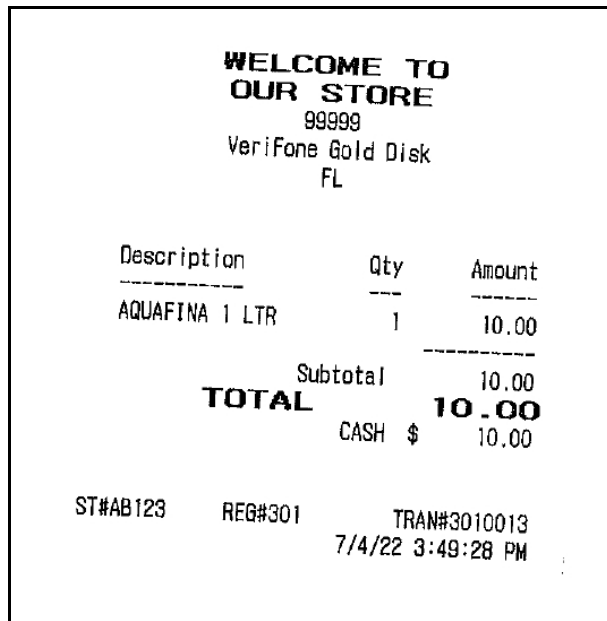 WELCOME TO
OUR STORE
99999
VeriFone Gold Disk
FL
Description Qty Amount
----------- --- ------
AQUAFINA 1 LTR 1 10.00
----------
Subtotal 10.00
TOTAL 10.00
CASH $ 10.00
ST#AB123 REG#301 TRAN#3010013
7/4/22 3:49:28 PM